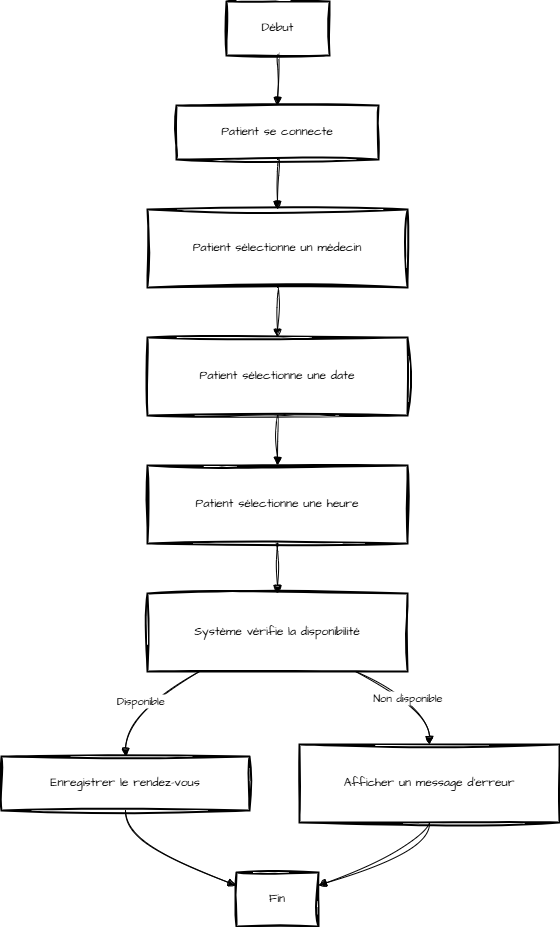 Début
Patient se connecte
Patient sélectionne un médecin
Patient sélectionne une date
Patient sélectionne une heure
Système vérifie la disponibilité
Disponible
Non disponible
Enregistrer le rendez-vous
Afficher un message d'erreur
Fin